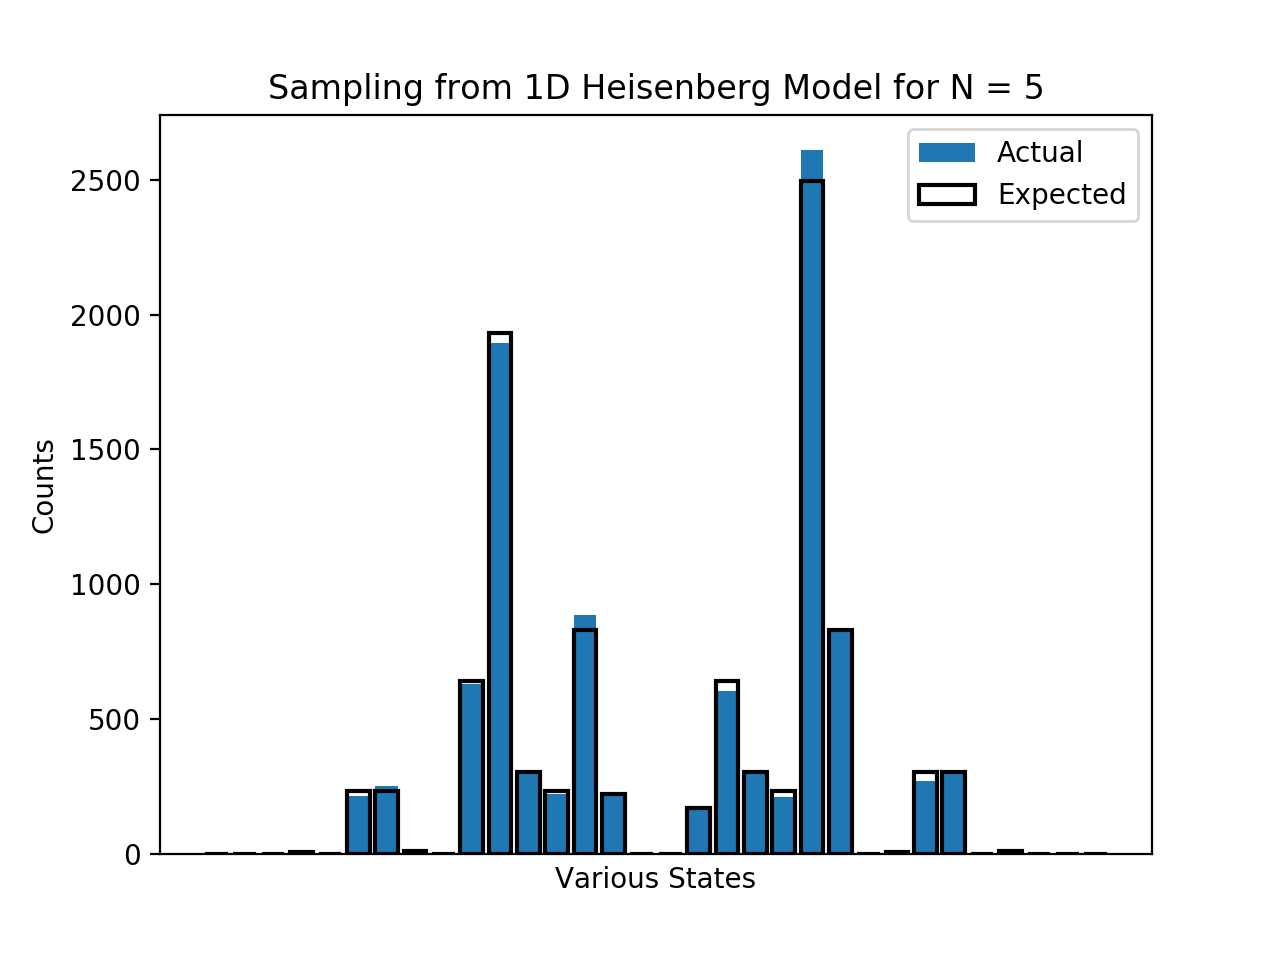 Sampling from 1D Heisenberg Model for N = 5
Actual
Expected
2500
2000
1500
1000
500
0
Counts
Various States